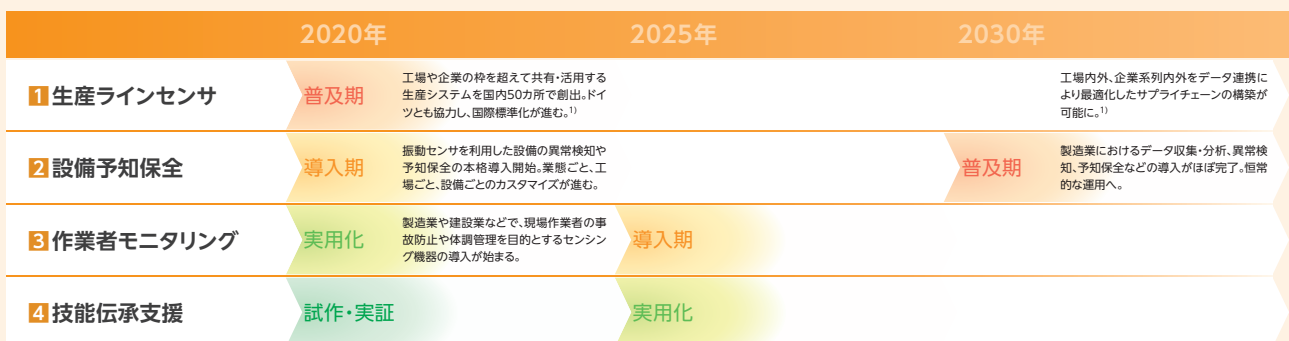 2020年 2025年 2030年
1 生産ラインセンサ
普及期
工場や企業の枠を超えて共有・活用する
生産システムを国内50カ所で創出。ドイ
ツとも協力し、国際標準化が進む。1)
工場内外、企業系列内外をデータ連携に
より最適化したサプライチェーンの構築が
可能に。1)
2 設備予知保全
導入期
振動センサを利用した設備の異常検知や
予知保全の本格導入開始。業態ごと、工
場ごと、設備ごとのカスタマイズが進む。
普及期
製造業におけるデータ収集・分析、異常検
知、予知保全などの導入がほぼ完了。恒常
的な運用へ。
3 作業者モニタリング
実用化
製造業や建設業などで、現場作業者の事
故防止や体調管理を目的とするセンシン
グ機器の導入が始まる。
導入期
4 技能伝承支援
試作・実証
実用化